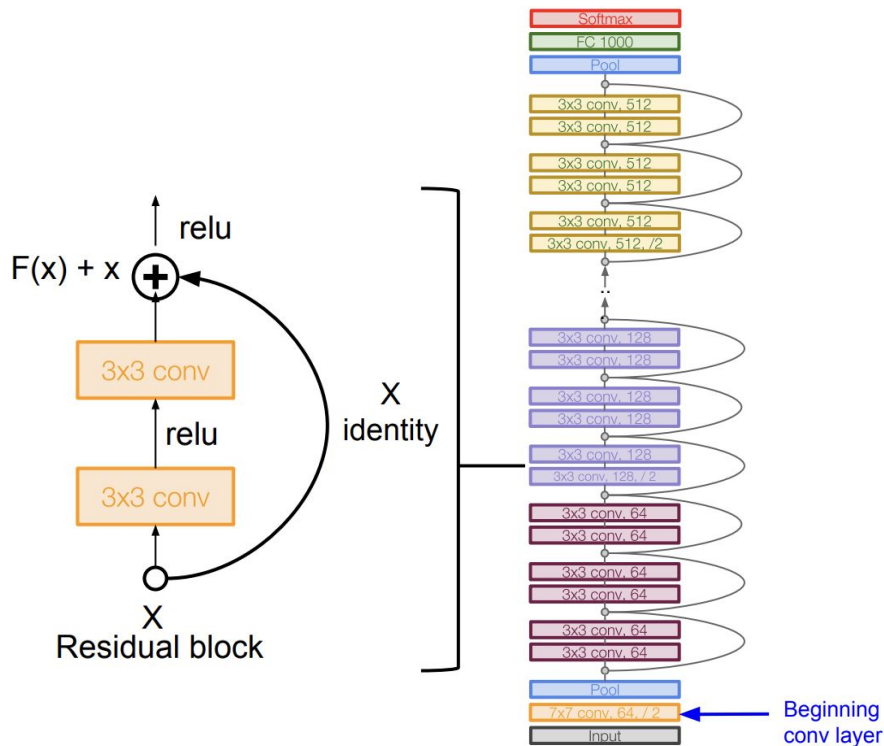 relu
F(x) + x
3x3 conv
relu
3x3 conv
X
identity
X
Residual block
Softmax
FC 1000
Pool
3x3 conv, 512
3x3 conv, 512
3x3 conv, 512
3x3 conv, 512
3x3 conv, 512
3x3 conv, 512, /2
..
3x3 conv, 128
3x3 conv, 128
3x3 conv, 128
3x3 conv, 128
3x3 conv, 128
3x3 conv, 128, / 2
3x3 conv, 64
3x3 conv, 64
3x3 conv, 64
3x3 conv, 64
3x3 conv, 64
3x3 conv, 64
Pool
7x7 conv, 64, / 2
Input
Beginning
conv layer